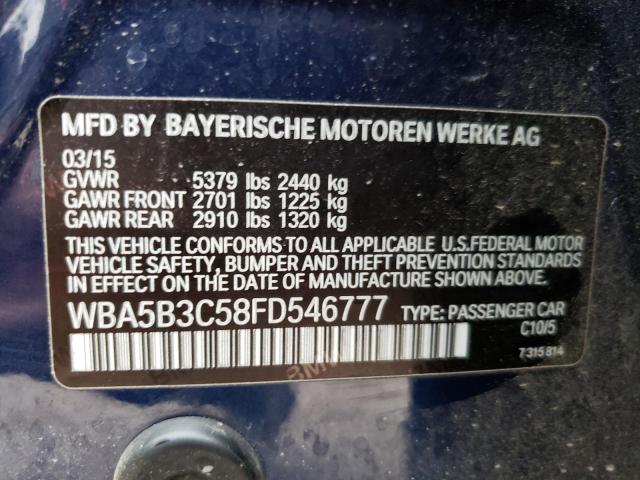 MFD BY BAYERISCHE MOTOREN WERKE AG
03/15
GVWR 5379 lbs 2440 kg
GAWR FRONT 2701 lbs 1225 kg
GAWR REAR 2910 lbs 1320 kg
THIS VEHICLE CONFORMS TO ALL APPLICABLE U.S.FEDERAL MOTOR
VEHICLE SAFETY, BUMPER AND THEFT PREVENTION STANDARDS
IN EFFECT ON THE DATE OF MANUFACTURE SHOWN ABOVE.
WBA5B3C58FD546777 TYPE: PASSENGER CAR
C10/5
7 315 814
BMW